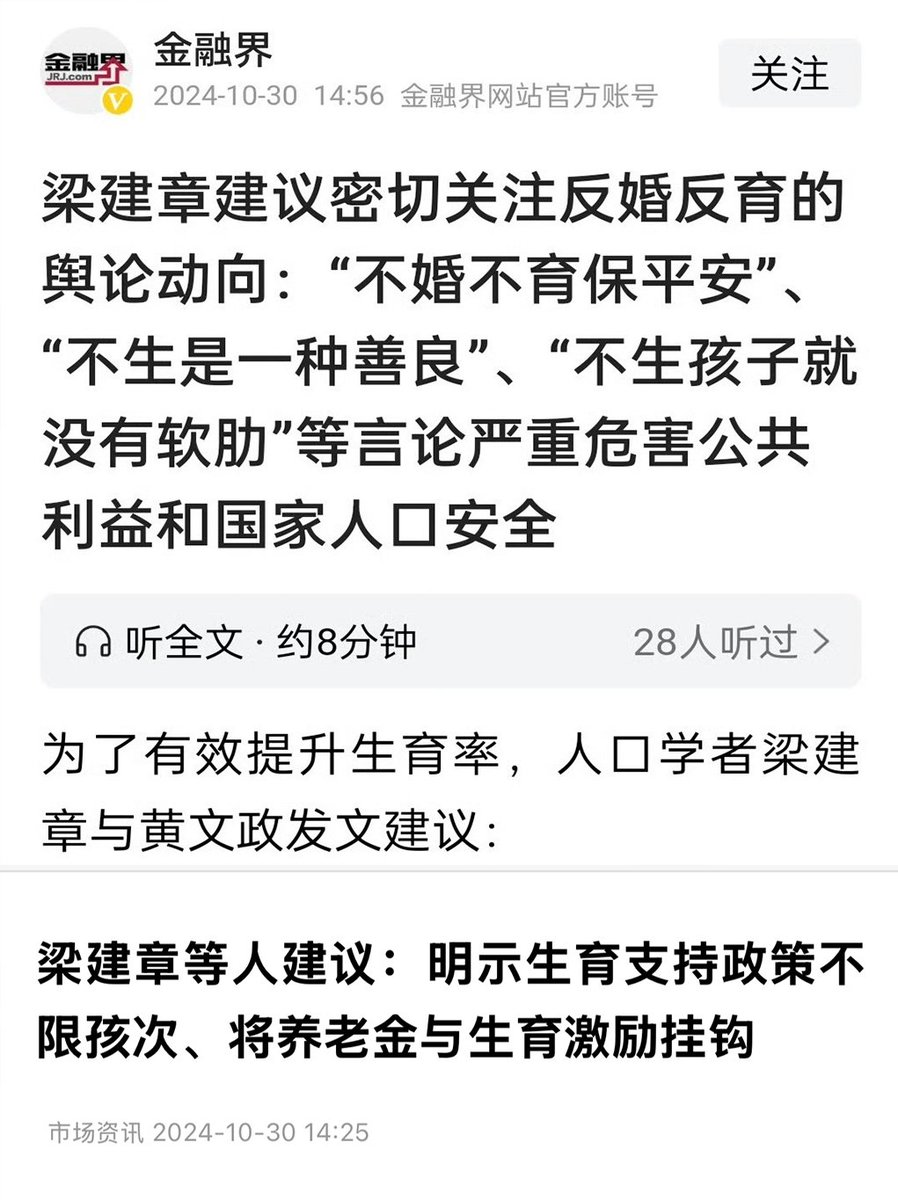 金融界
JRJ.com
金融界
2024-10-30 14:56 金融界网站官方账号
关注
梁建章建议密切关注反婚反育的
舆论动向：“不婚不育保平安”、
“不生是一种善良”、“不生孩子就
没有软肋”等言论严重危害公共
利益和国家人口安全
听全文·约8分钟
28人听过 >
为了有效提升生育率，人口学者梁建
章与黄文政发文建议：
梁建章等人建议：明示生育支持政策不
限孩次、将养老金与生育激励挂钩
市场资讯 2024-10-30 14:25